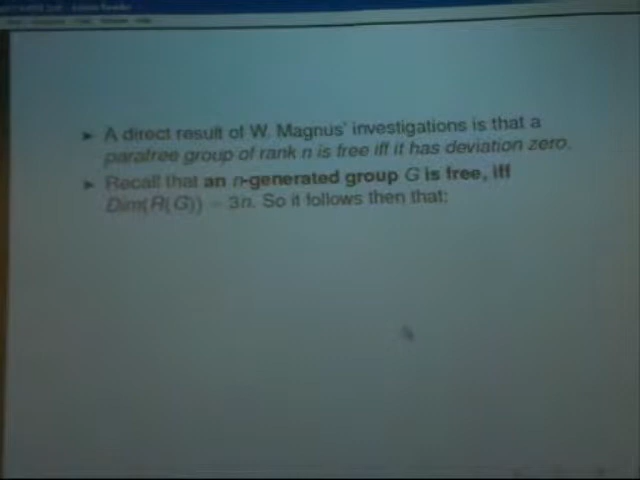 A direct result of W. Magnus' investigations is that a
parafree group of rank n is free iff it has deviation zero.
Recall that an n-generated group G is free, iff
Dim(R(G)) = 3n. So it follows then that: